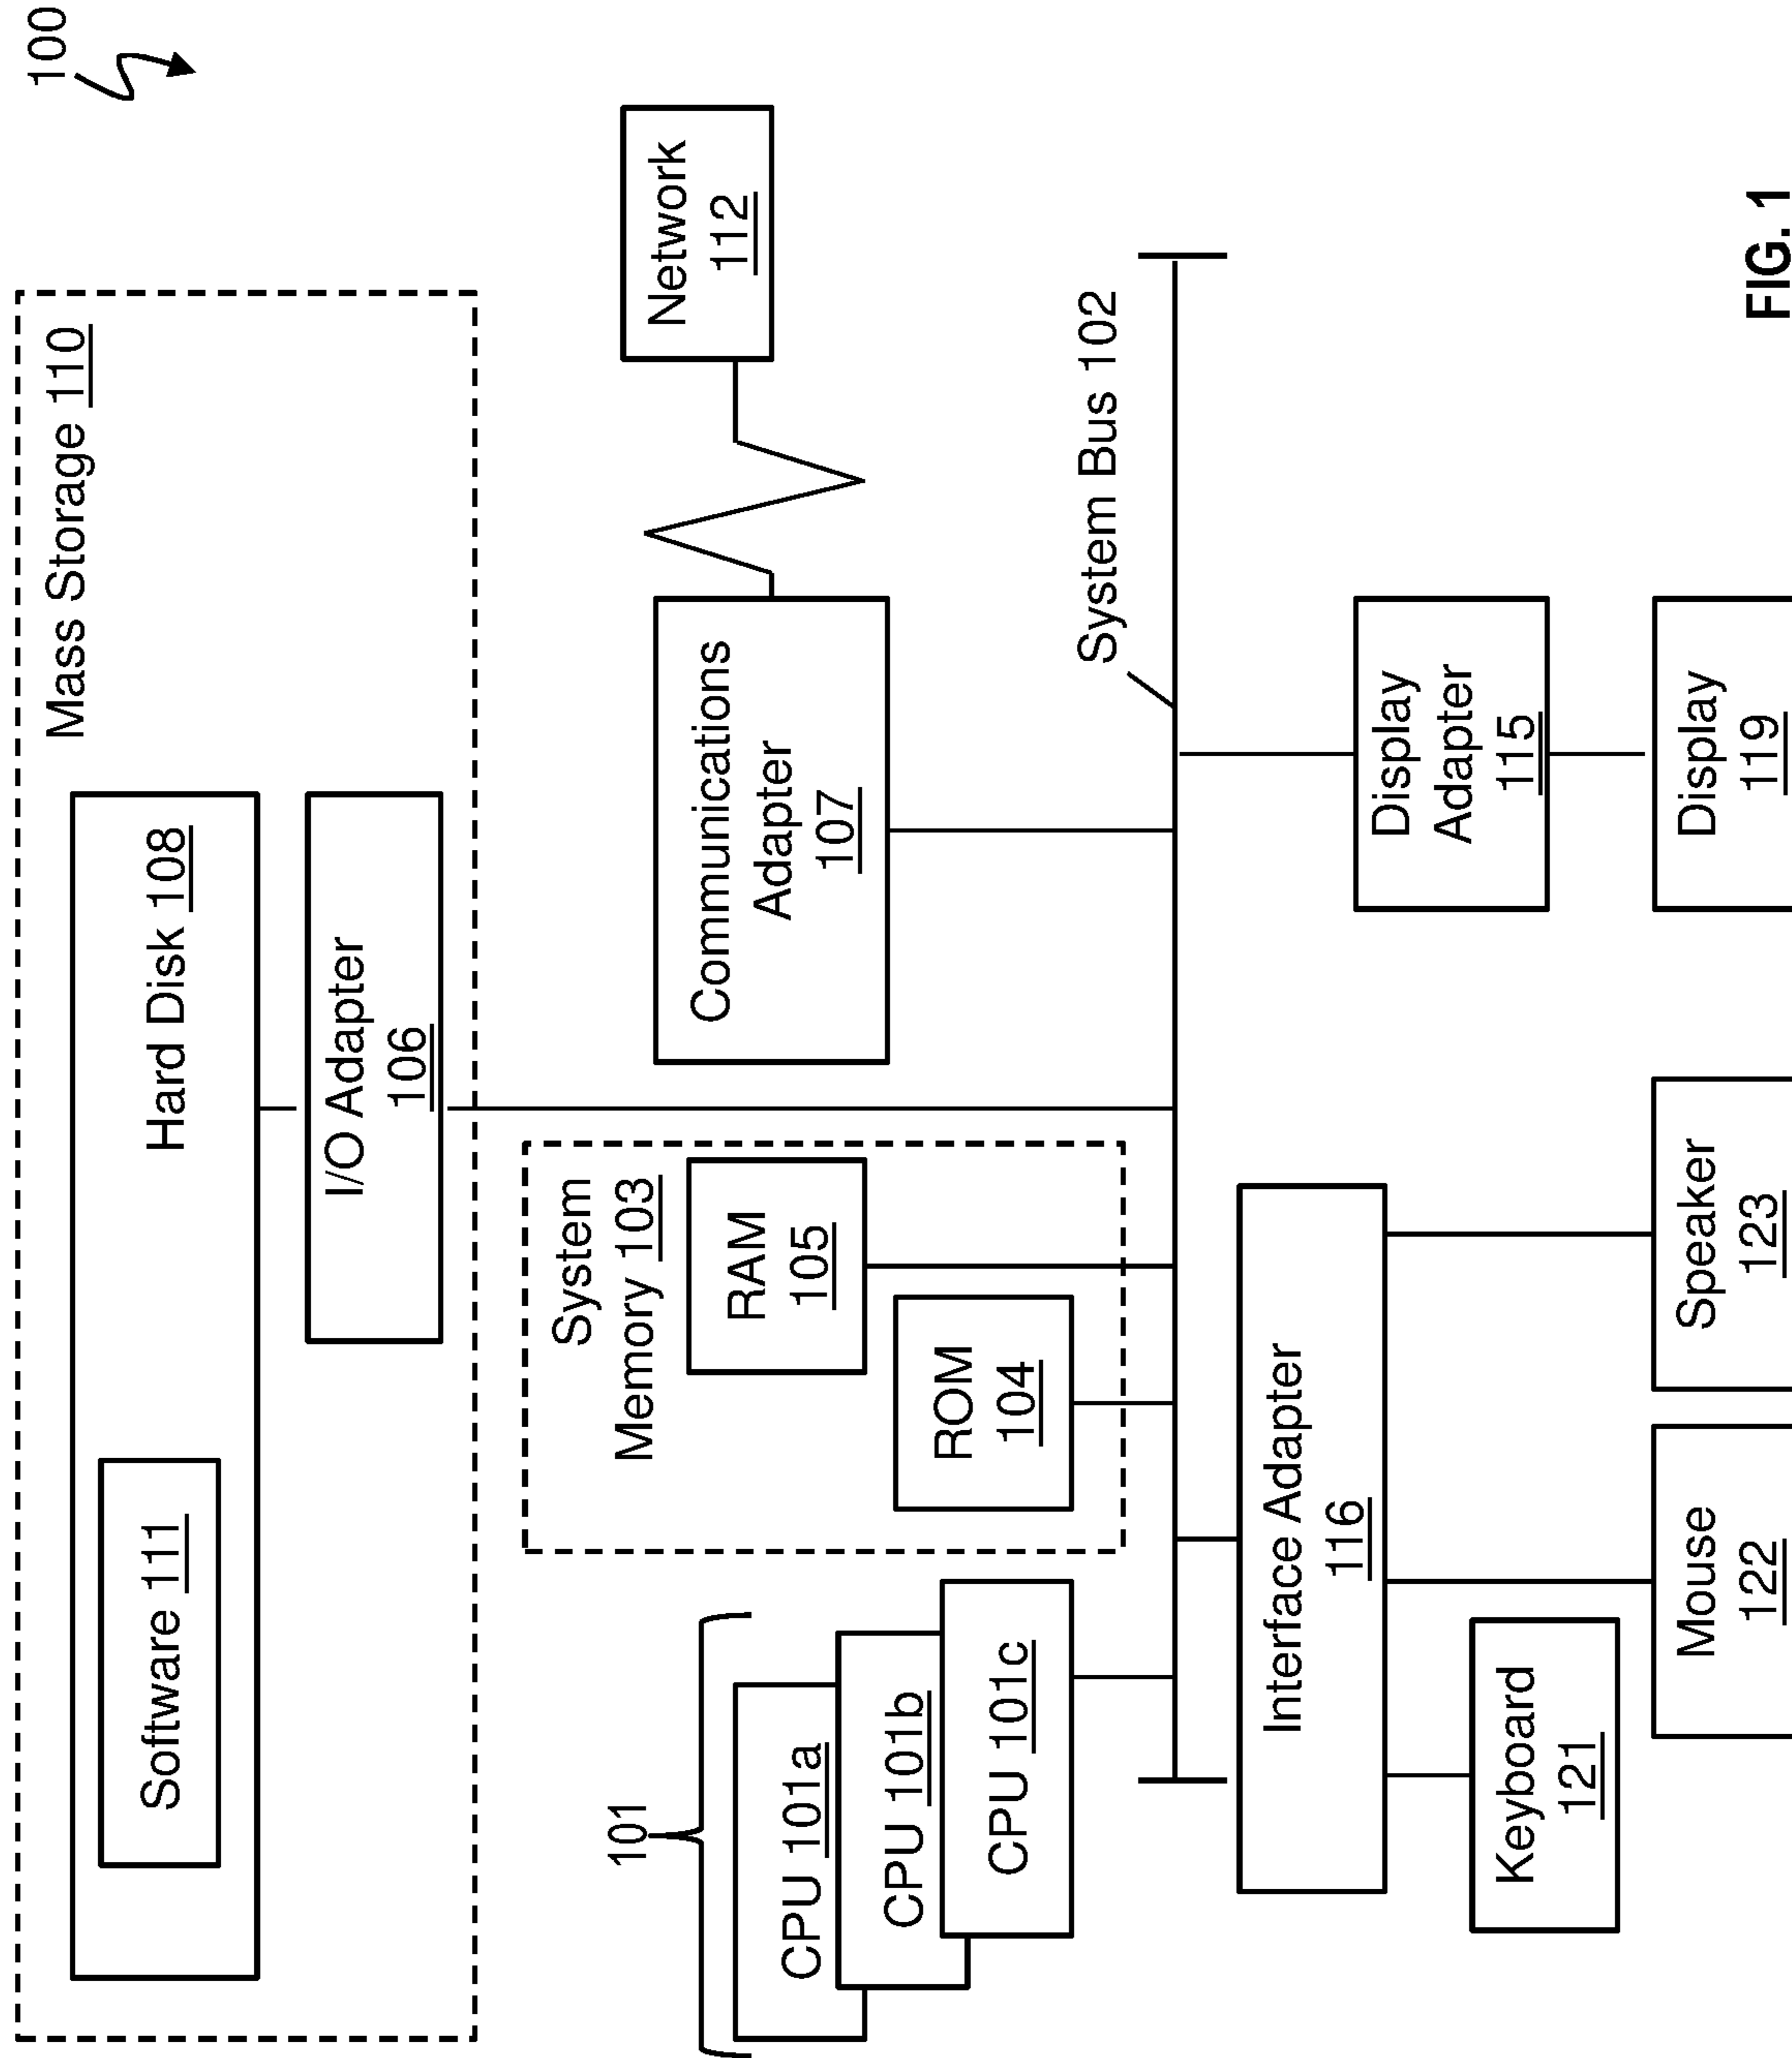 100
Mass Storage 110
Hard Disk 108
Software 111
I/O Adapter
106
101
CPU 101a
CPU 101b
CPU 101c
System
Memory 103
RAM
105
ROM
104
Communications
Adapter
107
Network
112
System Bus 102
Interface Adapter
116
Display
Adapter
115
Keyboard
121
Mouse
122
Speaker
123
Display
119
FIG. 1